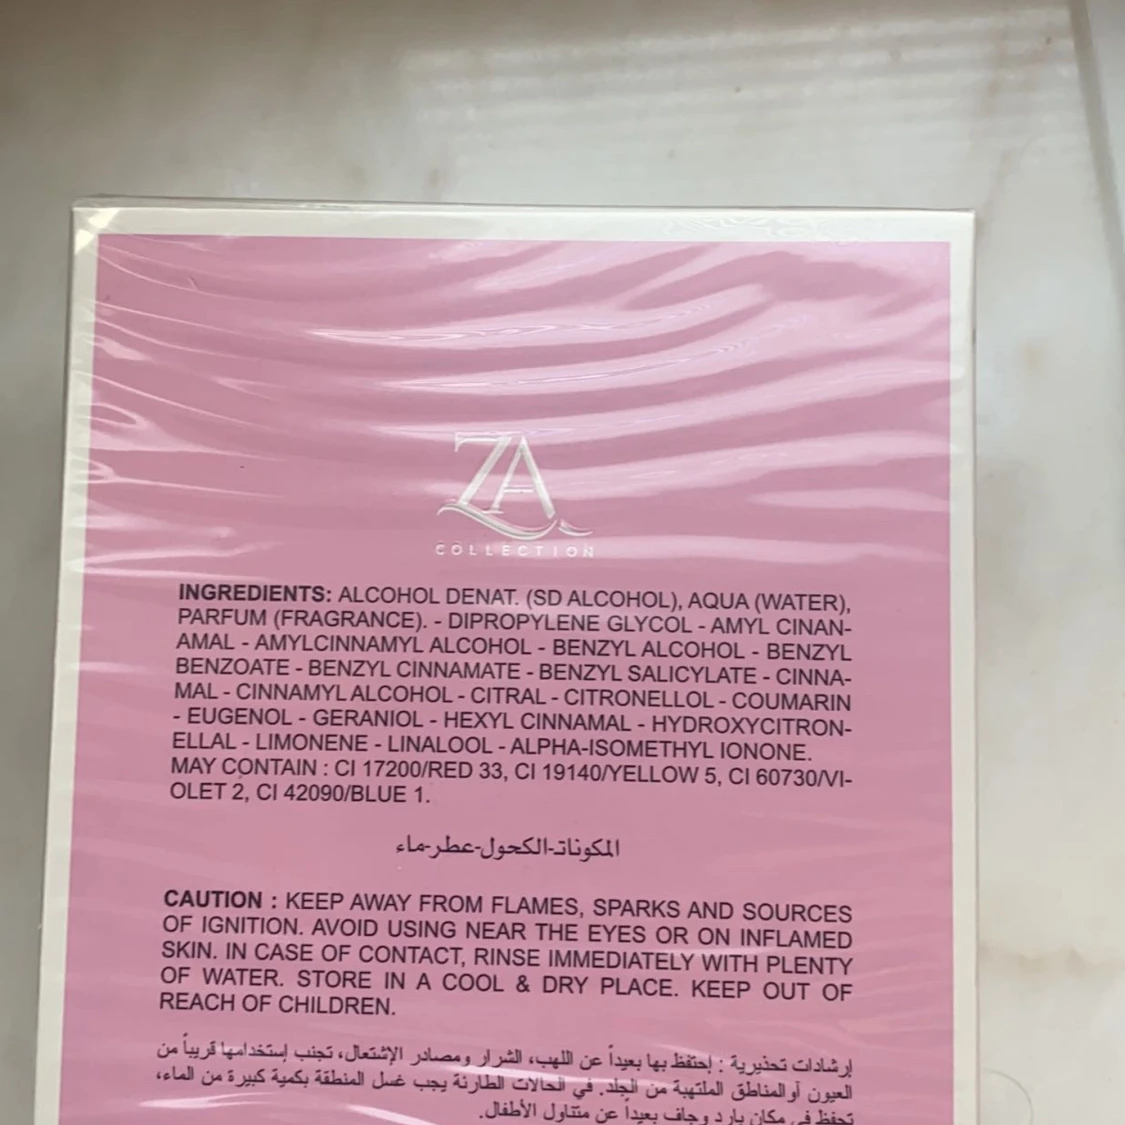 ZA
COLLECTION
INGREDIENTS: ALCOHOL DENAT. (SD ALCOHOL), AQUA (WATER),
PARFUM (FRAGRANCE). - DIPROPYLENE GLYCOL - AMYL CINAN-
AMAL - AMYLCINNAMYL ALCOHOL - BENZYL ALCOHOL - BENZYL
BENZOATE - BENZYL CINNAMATE - BENZYL SALICYLATE - CINNA-
MAL - CINNAMYL ALCOHOL - CITRAL - CITRONELLOL - COUMARIN
- EUGENOL - GERANIOL - HEXYL CINNAMAL - HYDROXYCITRON-
ELLAL - LIMONENE - LINALOOL - ALPHA-ISOMETHYL IONONE.
MAY CONTAIN : CI 17200/RED 33, CI 19140/YELLOW 5, CI 60730/VI-
OLET 2, CI 42090/BLUE 1.
المكونات-الكحول-عطر-ماء
CAUTION : KEEP AWAY FROM FLAMES, SPARKS AND SOURCES
OF IGNITION. AVOID USING NEAR THE EYES OR ON INFLAMED
SKIN. IN CASE OF CONTACT, RINSE IMMEDIATELY WITH PLENTY
OF WATER. STORE IN A COOL & DRY PLACE. KEEP OUT OF
REACH OF CHILDREN.
إرشادات تحذيرية : إحتفظ بها بعيداً عن اللهب، الشرار ومصادر الإشتعال، تجنب إستخدامها قريباً من
العيون أو المناطق الملتهبة من الجلد. في الحالات الطارئة يجب غسل المنطقة بكمية كبيرة من الماء،
تحفظ في مكان بارد وجاف بعيداً عن متناول الأطفال.